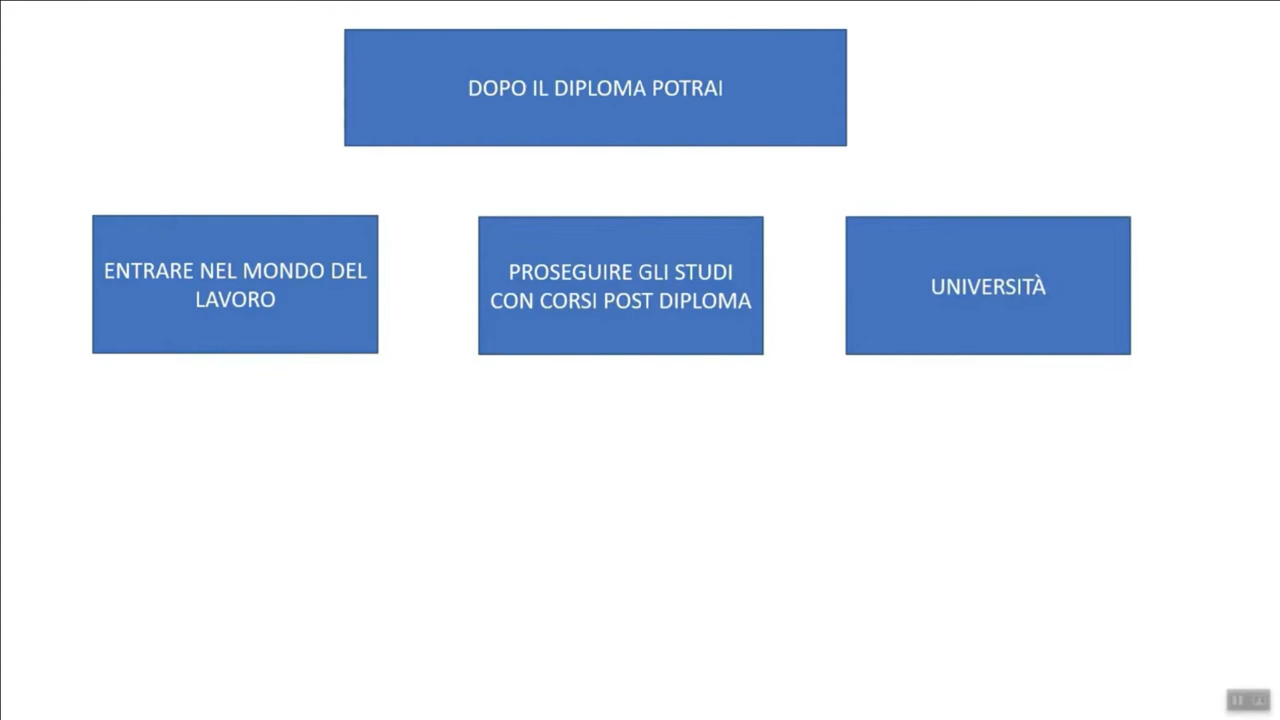 DOPO IL DIPLOMA POTRAI
ENTRARE NEL MONDO DEL
LAVORO
PROSEGUIRE GLI STUDI
CON CORSI POST DIPLOMA
UNIVERSITÀ